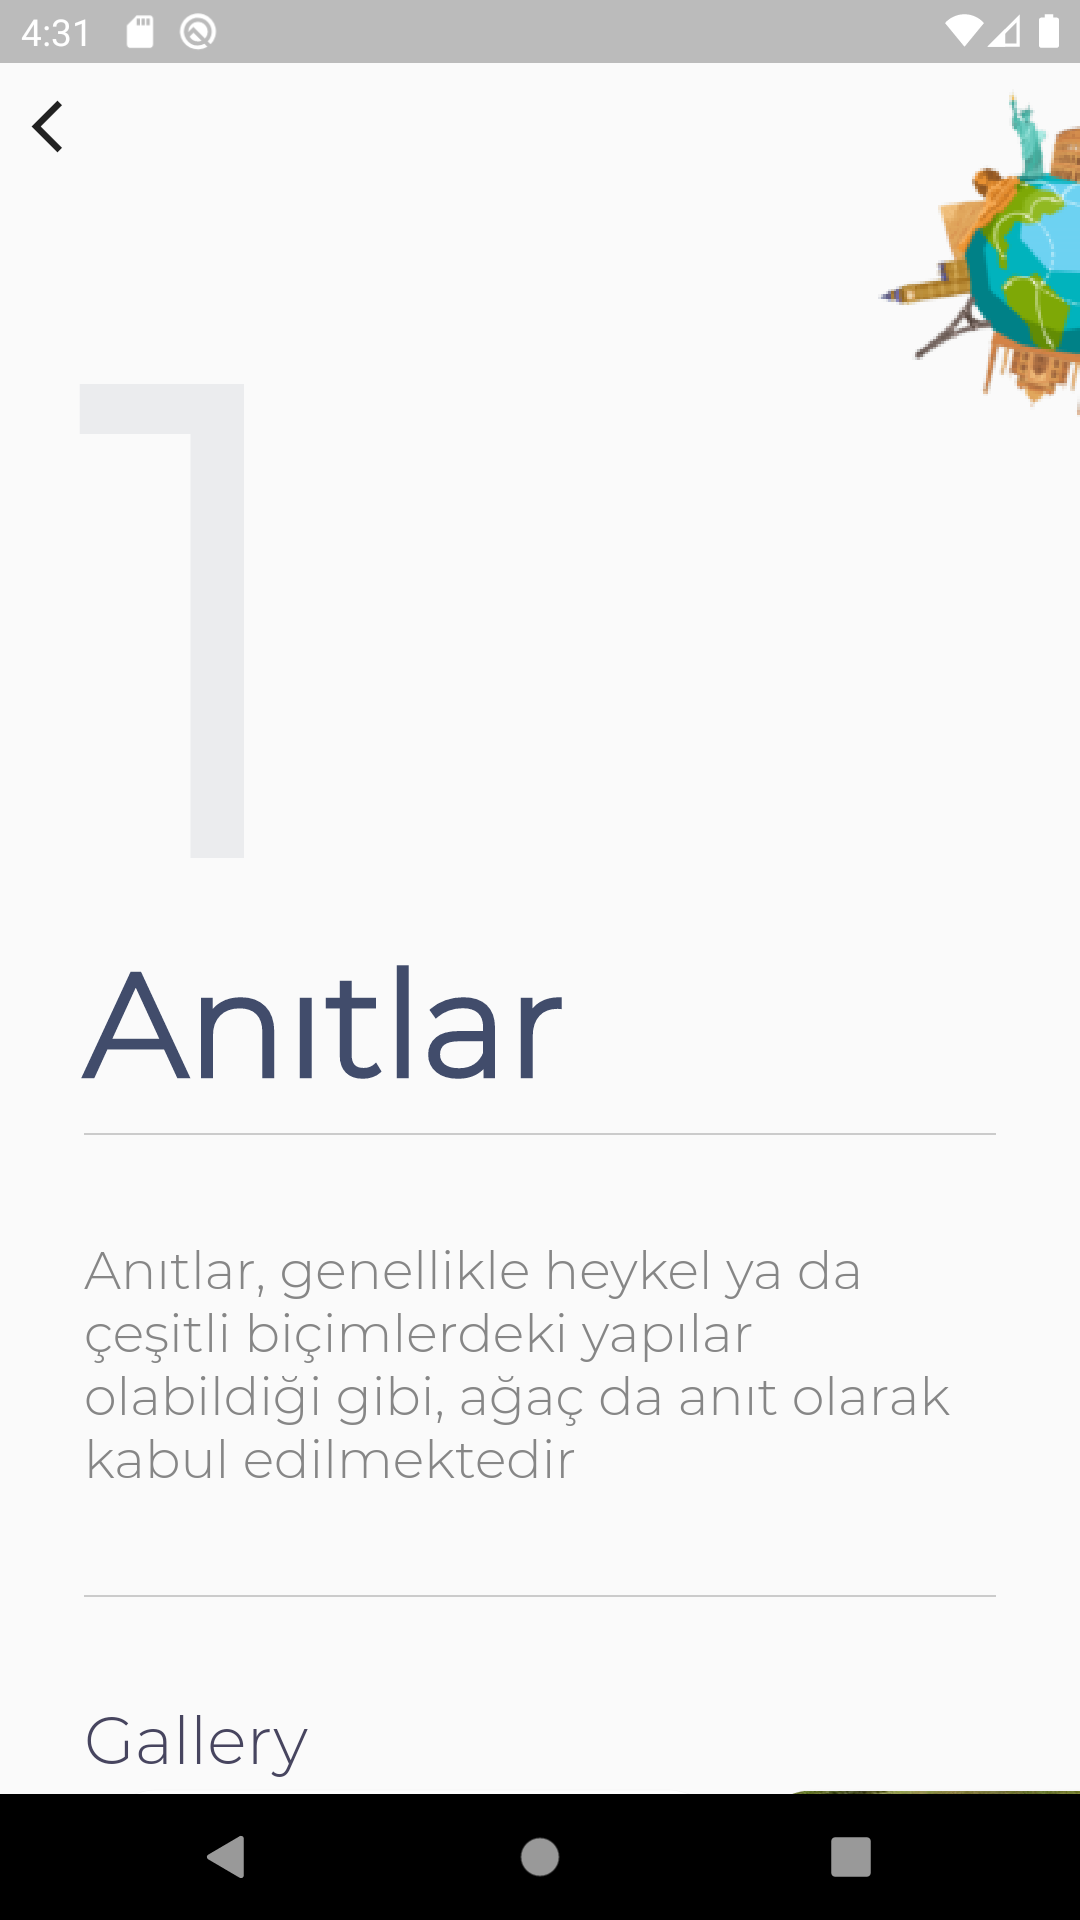 4:31
1
Anıtlar
Anıtlar, genellikle heykel ya da
çeşitli biçimlerdeki yapılar
olabildiği gibi, ağaç da anıt olarak
kabul edilmektedir
Gallery